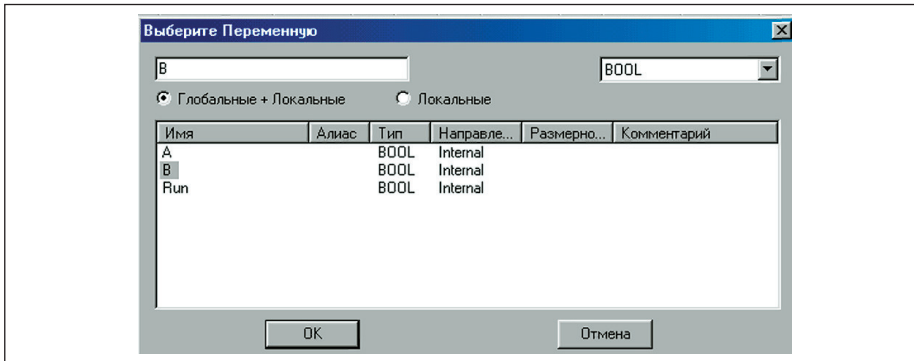 Выберите Переменную
B BOOL
Глобальные + Локальные Локальные
Имя Алиас Тип Направле... Размерно... Комментарий
A BOOL Internal
B BOOL Internal
Run BOOL Internal
OK Отмена